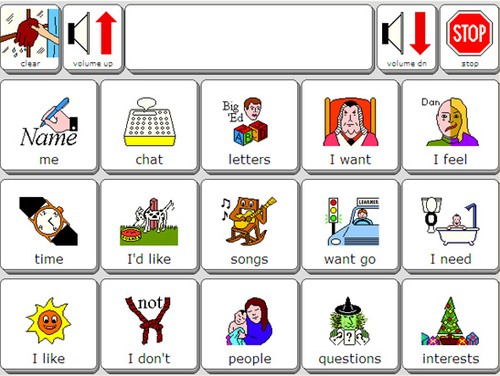 clear
volume up
volume dn
STOP
stop
Name
me
chat
Big
'Ed
ABC
letters
I want
Dan
I feel
time
I'd like
songs
LEARNER
want go
I need
I like
not
I don't
people
?
questions
interests